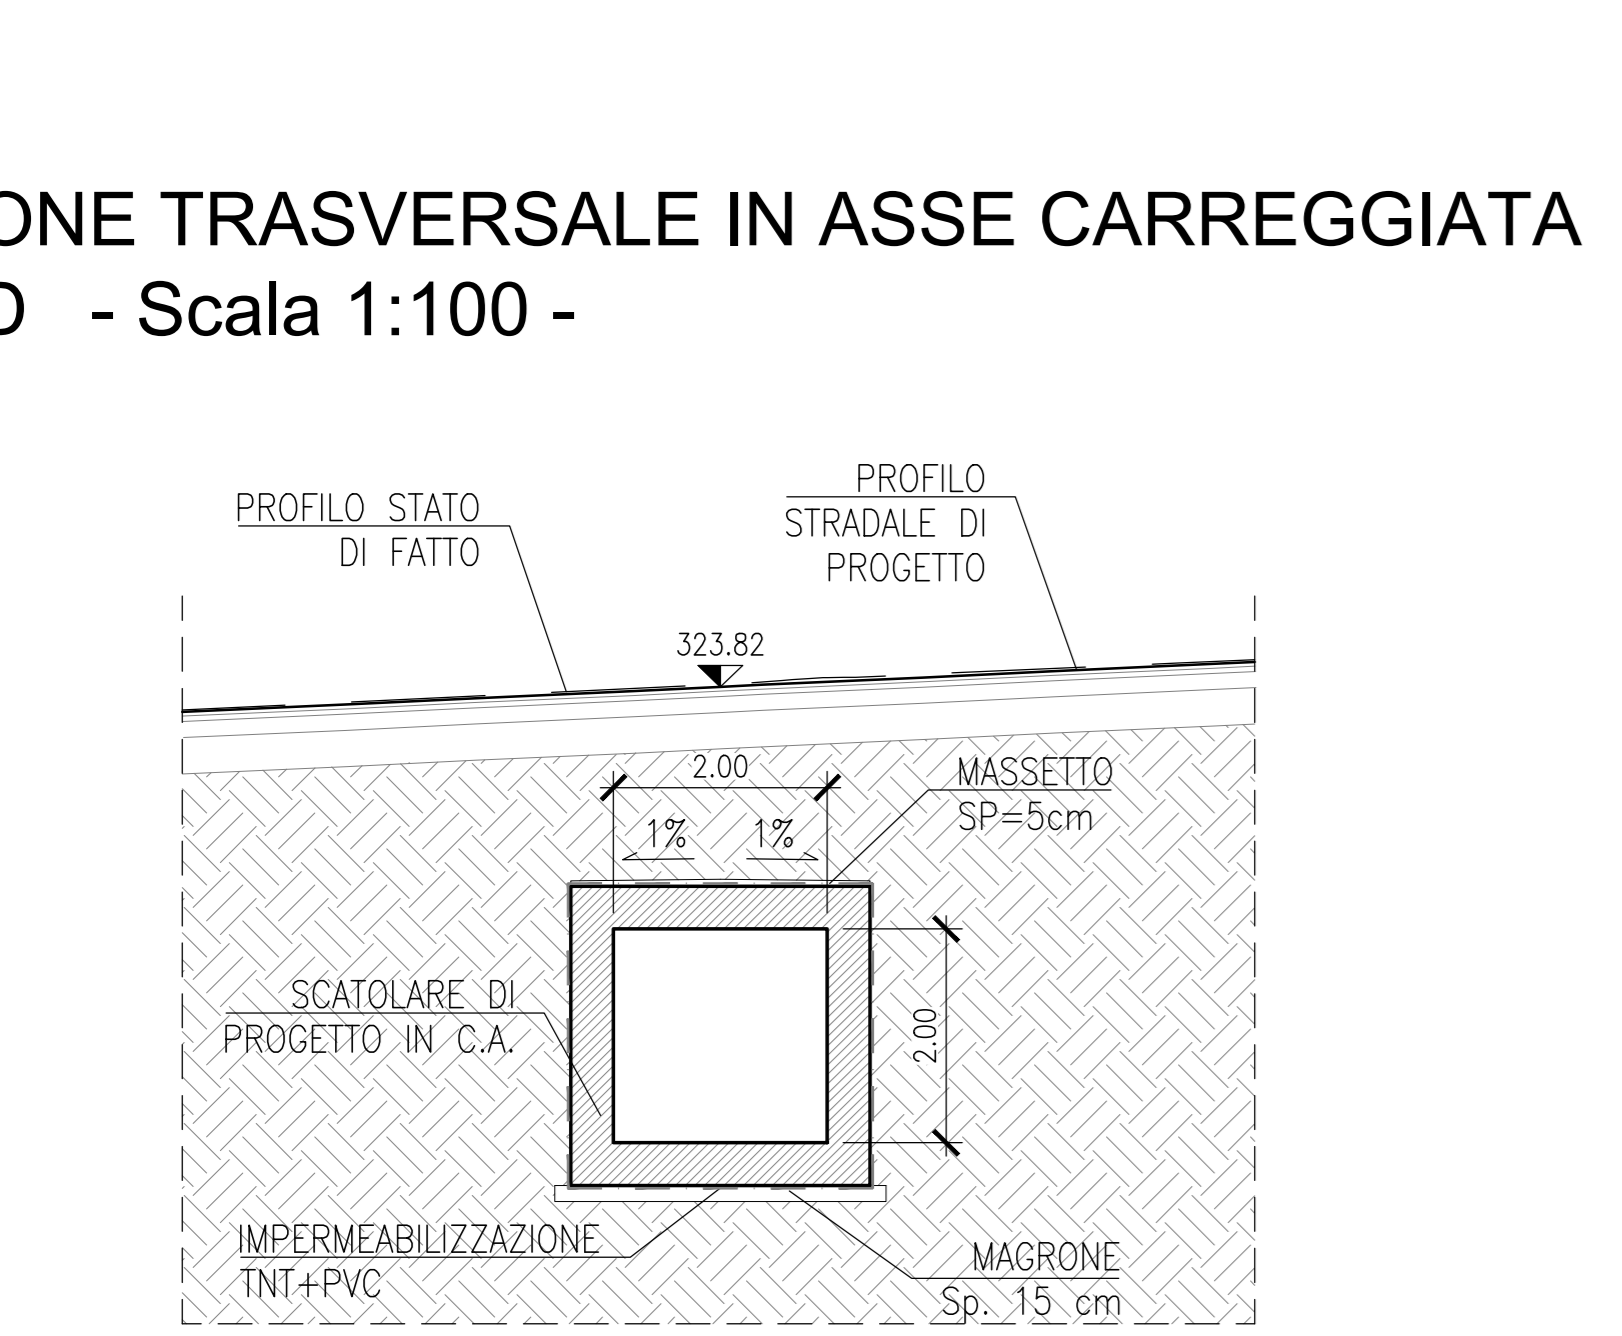 ONE TRASVERSALE IN ASSE CARREGGIATA
D - Scala 1:100 -
PROFILO STATO
DI FATTO
PROFILO
STRADALE DI
PROGETTO
323.82
2.00
MASSETTO
SP=5cm
1% 1%
SCATOLARE DI
PROGETTO IN C.A.
2.00
IMPERMEABILIZZAZIONE
TNT+PVC
MAGRONE
Sp. 15 cm